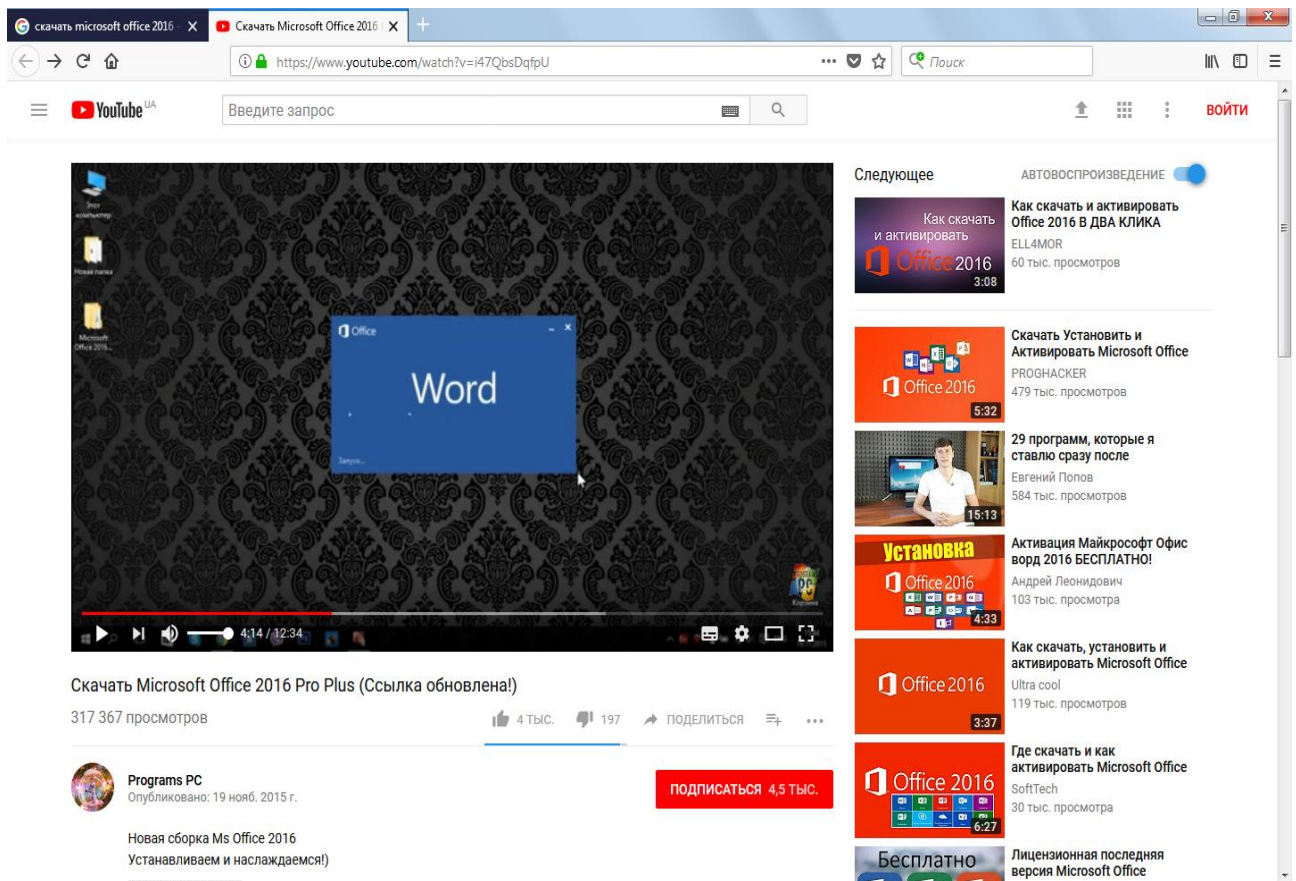 скачать microsoft office 2016 -
Скачать Microsoft Office 2016
https://www.youtube.com/watch?v=i47QbsDqfpU
Поиск
YouTube UA
Введите запрос
ВОЙТИ
Этот
компьютер
Новая папка
Microsoft
Office 2016...
Office
Word
Запуск...
Корзина
4:14 / 12:34
Скачать Microsoft Office 2016 Pro Plus (Ссылка обновлена!)
317 367 просмотров
4 ТЫС.
197
ПОДЕЛИТЬСЯ
Programs PC
Опубликовано: 19 нояб. 2015 г.
ПОДПИСАТЬСЯ 4,5 ТЫС.
Новая сборка Ms Office 2016
Устанавливаем и наслаждаемся!)
Следующее
АВТОВОСПРОИЗВЕДЕНИЕ
Как скачать
и активировать
Office 2016
3:08
Как скачать и активировать
Office 2016 В ДВА КЛИКА
ELL4MOR
60 тыс. просмотров
Office 2016
5:32
Скачать Установить и
Активировать Microsoft Office
PROGHACKER
479 тыс. просмотров
15:13
29 программ, которые я
ставлю сразу после
Евгений Попов
584 тыс. просмотров
Установка
Office 2016
4:33
Активация Майкрософт Офис
ворд 2016 БЕСПЛАТНО!
Андрей Леонидович
103 тыс. просмотра
Office 2016
3:37
Как скачать, установить и
активировать Microsoft Office
Ultra cool
119 тыс. просмотров
Office 2016
6:27
Где скачать и как
активировать Microsoft Office
SoftTech
30 тыс. просмотра
Бесплатно
Лицензионная последняя
версия Microsoft Office